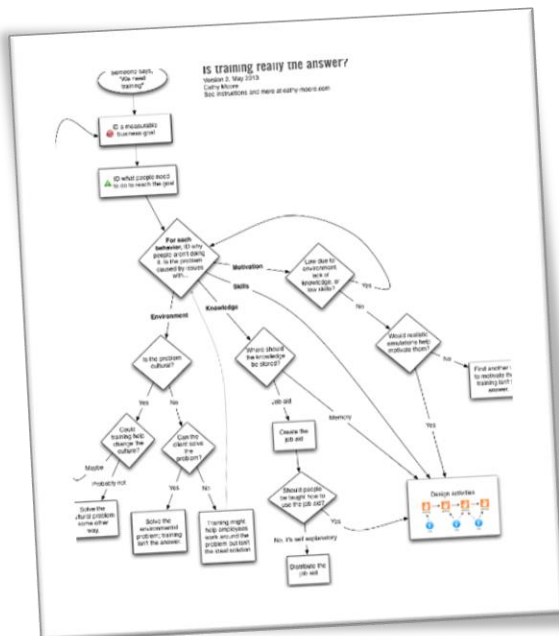 Is training really the answer?
Version 2, May 2013
Cathy Moore
See instructions and more at cathy-moore.com
Someone says,
"We need
training"
ID a measurable
business goal
ID what people need
to do to reach the goal
For each
behavior, ID why
people aren't doing
it. Is the problem
caused by issues
with...
Motivation
Skills
Knowledge
Environment
Low due to
environment,
lack of
knowledge, or
low skills?
Yes
No
Would realistic
simulations help
motivate them?
No
Find another
to motivate
training isn't
answer.
Yes
Is the problem
cultural?
Yes
No
Where should
the knowledge
be stored?
Job aid
Memory
Could
training help
change the
culture?
Maybe
Probably not
Can the
client solve
the
problem?
Yes
No
Create the
job aid
Should people
be taught how to
use the job aid?
Yes
No, it's self explanatory
Distribute the
job aid
Design activities
Solve the
cultural problem
some other
way.
Solve the
environmental
problem; training
isn't the answer.
Training might
help employees
work around the
problem but isn't
the ideal solution